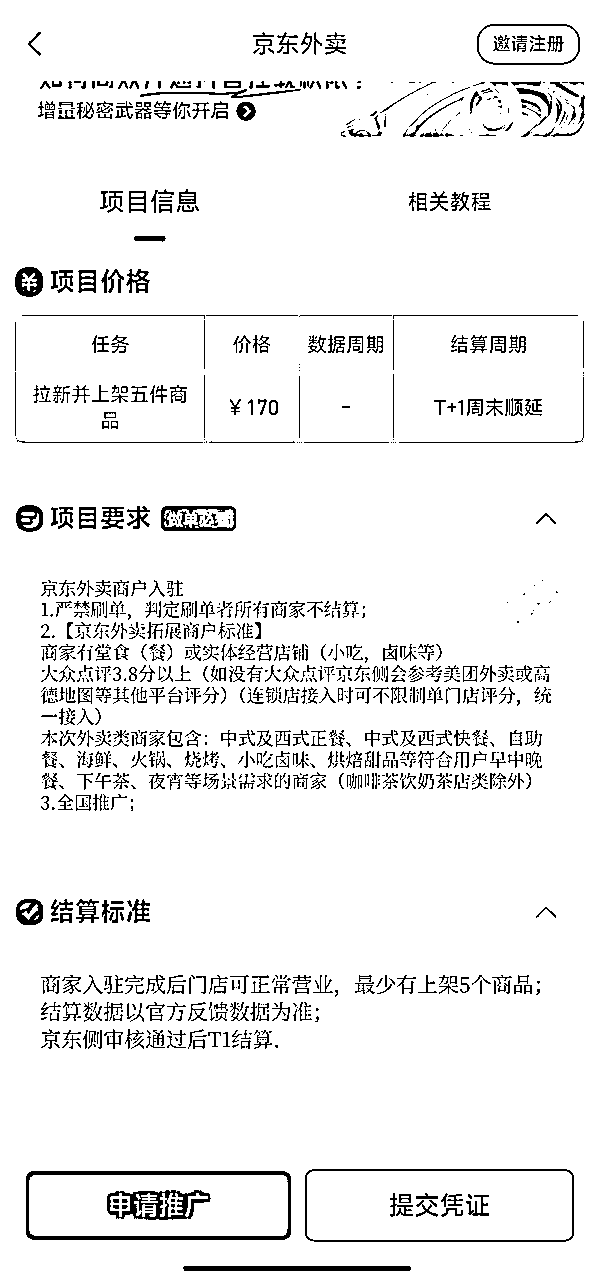 京东外卖
邀请注册
增量秘密武器等你开启
项目信息
相关教程
项目价格
任务 价格 数据周期 结算周期
拉新并上架五件商品 ¥170 - T+1周末顺延
项目要求
京东外卖商户入驻
1.严禁刷单，判定刷单者所有商家不结算；
2.【京东外卖拓展商户标准】
商家有堂食（餐）或实体经营店铺（小吃，卤味等）
大众点评3.8分以上（如没有大众点评京东侧会参考美团外卖或高
德地图等其他平台评分）（连锁店接入时可不限制单门店评分，统
一接入）
本次外卖类商家包含：中式及西式正餐、中式及西式快餐、自助
餐、海鲜、火锅、烧烤、小吃卤味、烘焙甜品等符合用户早中晚
餐、下午茶、夜宵等场景需求的商家（咖啡茶饮奶茶店类除外）
3.全国推广；
结算标准
商家入驻完成后门店可正常营业，最少有上架5个商品；
结算数据以官方反馈数据为准；
京东侧审核通过后T1结算.
申请推广
提交凭证